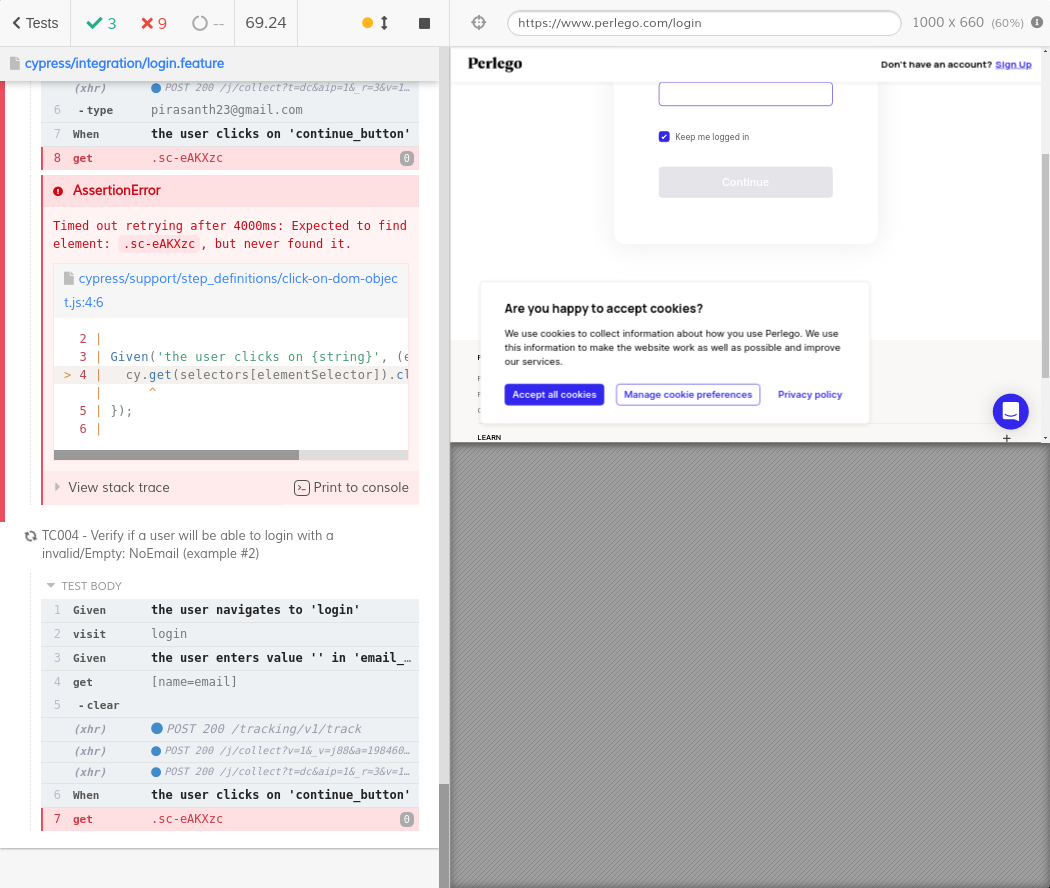 Tests
3
9
--
69.24
https://www.perlego.com/login
1000 x 660 (60%)
cypress/integration/login.feature
(xhr) POST 200 /j/collect?t=dc&aip=1&_r=3&v=1…
6 -type pirasanth23@gmail.com
7 When the user clicks on 'continue_button'
8 get .sc-eAKXzc 0
AssertionError
Timed out retrying after 4000ms: Expected to find
element: .sc-eAKXzc, but never found it.
cypress/support/step_definitions/click-on-dom-objec
t.js:4:6
2 |
3 | Given('the user clicks on {string}', (e
> 4 | cy.get(selectors[elementSelector]).cl
| ^
5 | });
6 |
View stack trace
Print to console
TC004 - Verify if a user will be able to login with a
invalid/Empty: NoEmail (example #2)
TEST BODY
1 Given the user navigates to 'login'
2 visit login
3 Given the user enters value '' in 'email_…
4 get [name=email]
5 -clear
(xhr) POST 200 /tracking/v1/track
(xhr) POST 200 /j/collect?v=1&_v=j88&a=198460…
(xhr) POST 200 /j/collect?t=dc&aip=1&_r=3&v=1…
6 When the user clicks on 'continue_button'
7 get .sc-eAKXzc 0
Perlego
Don't have an account? Sign Up
Keep me logged in
Continue
Are you happy to accept cookies?
We use cookies to collect information about how you use Perlego. We use
this information to make the website work as well as possible and improve
our services.
Accept all cookies
Manage cookie preferences
Privacy policy
LEARN
+